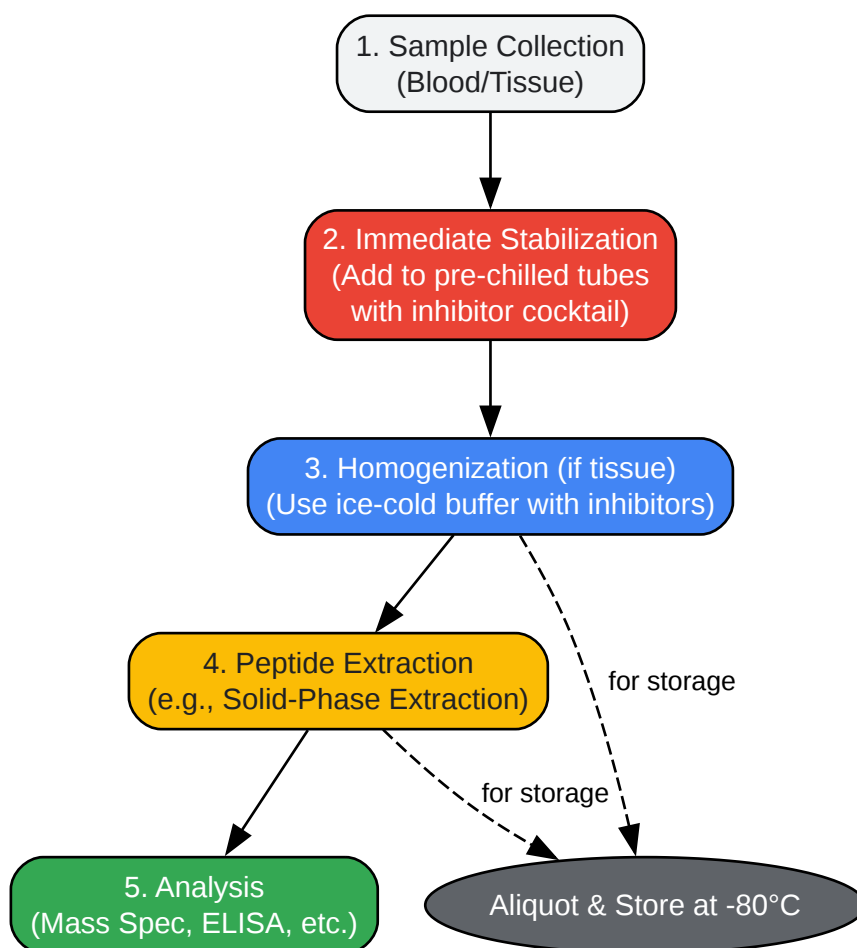 1. Sample Collection
(Blood/Tissue)
2. Immediate Stabilization
(Add to pre-chilled tubes
with inhibitor cocktail)
3. Homogenization (if tissue)
(Use ice-cold buffer with inhibitors)
4. Peptide Extraction
(e.g., Solid-Phase Extraction)
for storage
for storage
5. Analysis
(Mass Spec, ELISA, etc.)
Aliquot & Store at -80°C